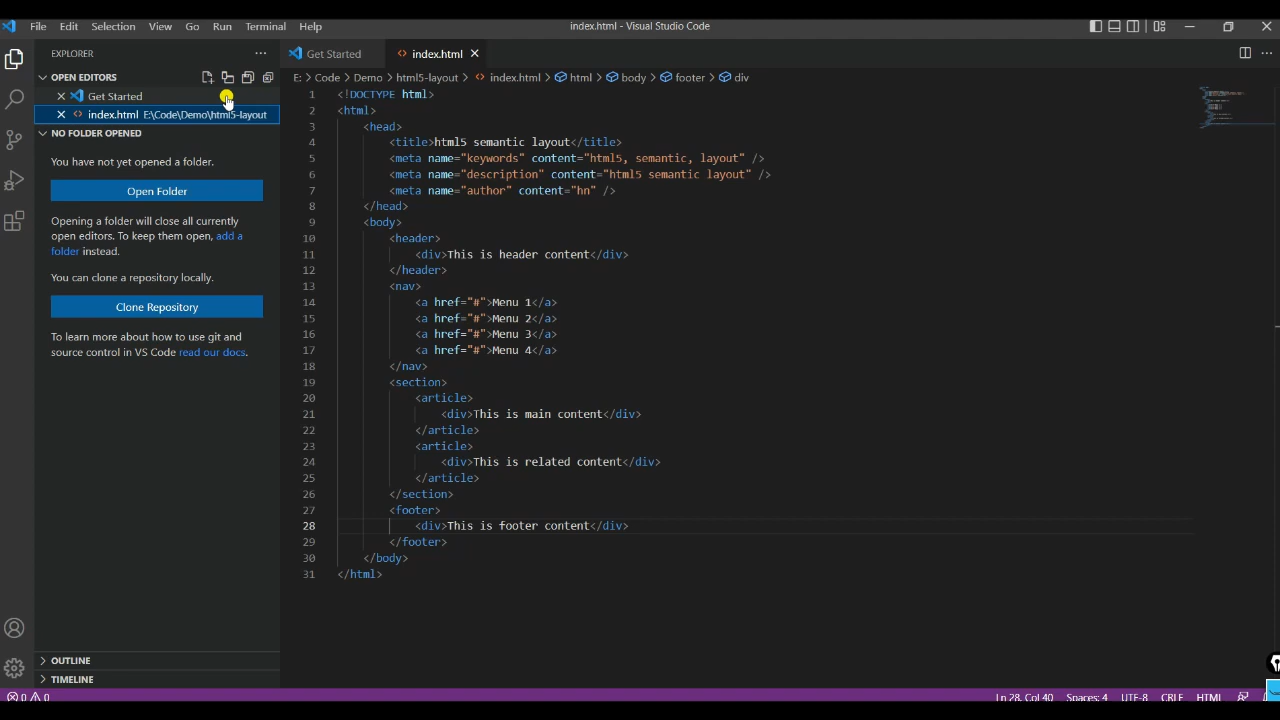 File Edit Selection View Go Run Terminal Help
index.html - Visual Studio Code
EXPLORER
OPEN EDITORS
Get Started
index.html E:\Code\Demo\html5-layout
NO FOLDER OPENED
You have not yet opened a folder.
Open Folder
Opening a folder will close all currently
open editors. To keep them open, add a
folder instead.
You can clone a repository locally.
Clone Repository
To learn more about how to use git and
source control in VS Code read our docs.
OUTLINE
TIMELINE
Get Started
index.html
E: > Code > Demo > html5-layout > index.html > html > body > footer > div
1 <!DOCTYPE html>
2 <html>
3 <head>
4 <title>html5 semantic layout</title>
5 <meta name="keywords" content="html5, semantic, layout" />
6 <meta name="description" content="html5 semantic layout" />
7 <meta name="author" content="hn" />
8 </head>
9 <body>
10 <header>
11 <div>This is header content</div>
12 </header>
13 <nav>
14 <a href="#">Menu 1</a>
15 <a href="#">Menu 2</a>
16 <a href="#">Menu 3</a>
17 <a href="#">Menu 4</a>
18 </nav>
19 <section>
20 <article>
21 <div>This is main content</div>
22 </article>
23 <article>
24 <div>This is related content</div>
25 </article>
26 </section>
27 <footer>
28 <div>This is footer content</div>
29 </footer>
30 </body>
31 </html>
0 0
Ln 28, Col 40 Spaces: 4 UTF-8 CRLF HTML